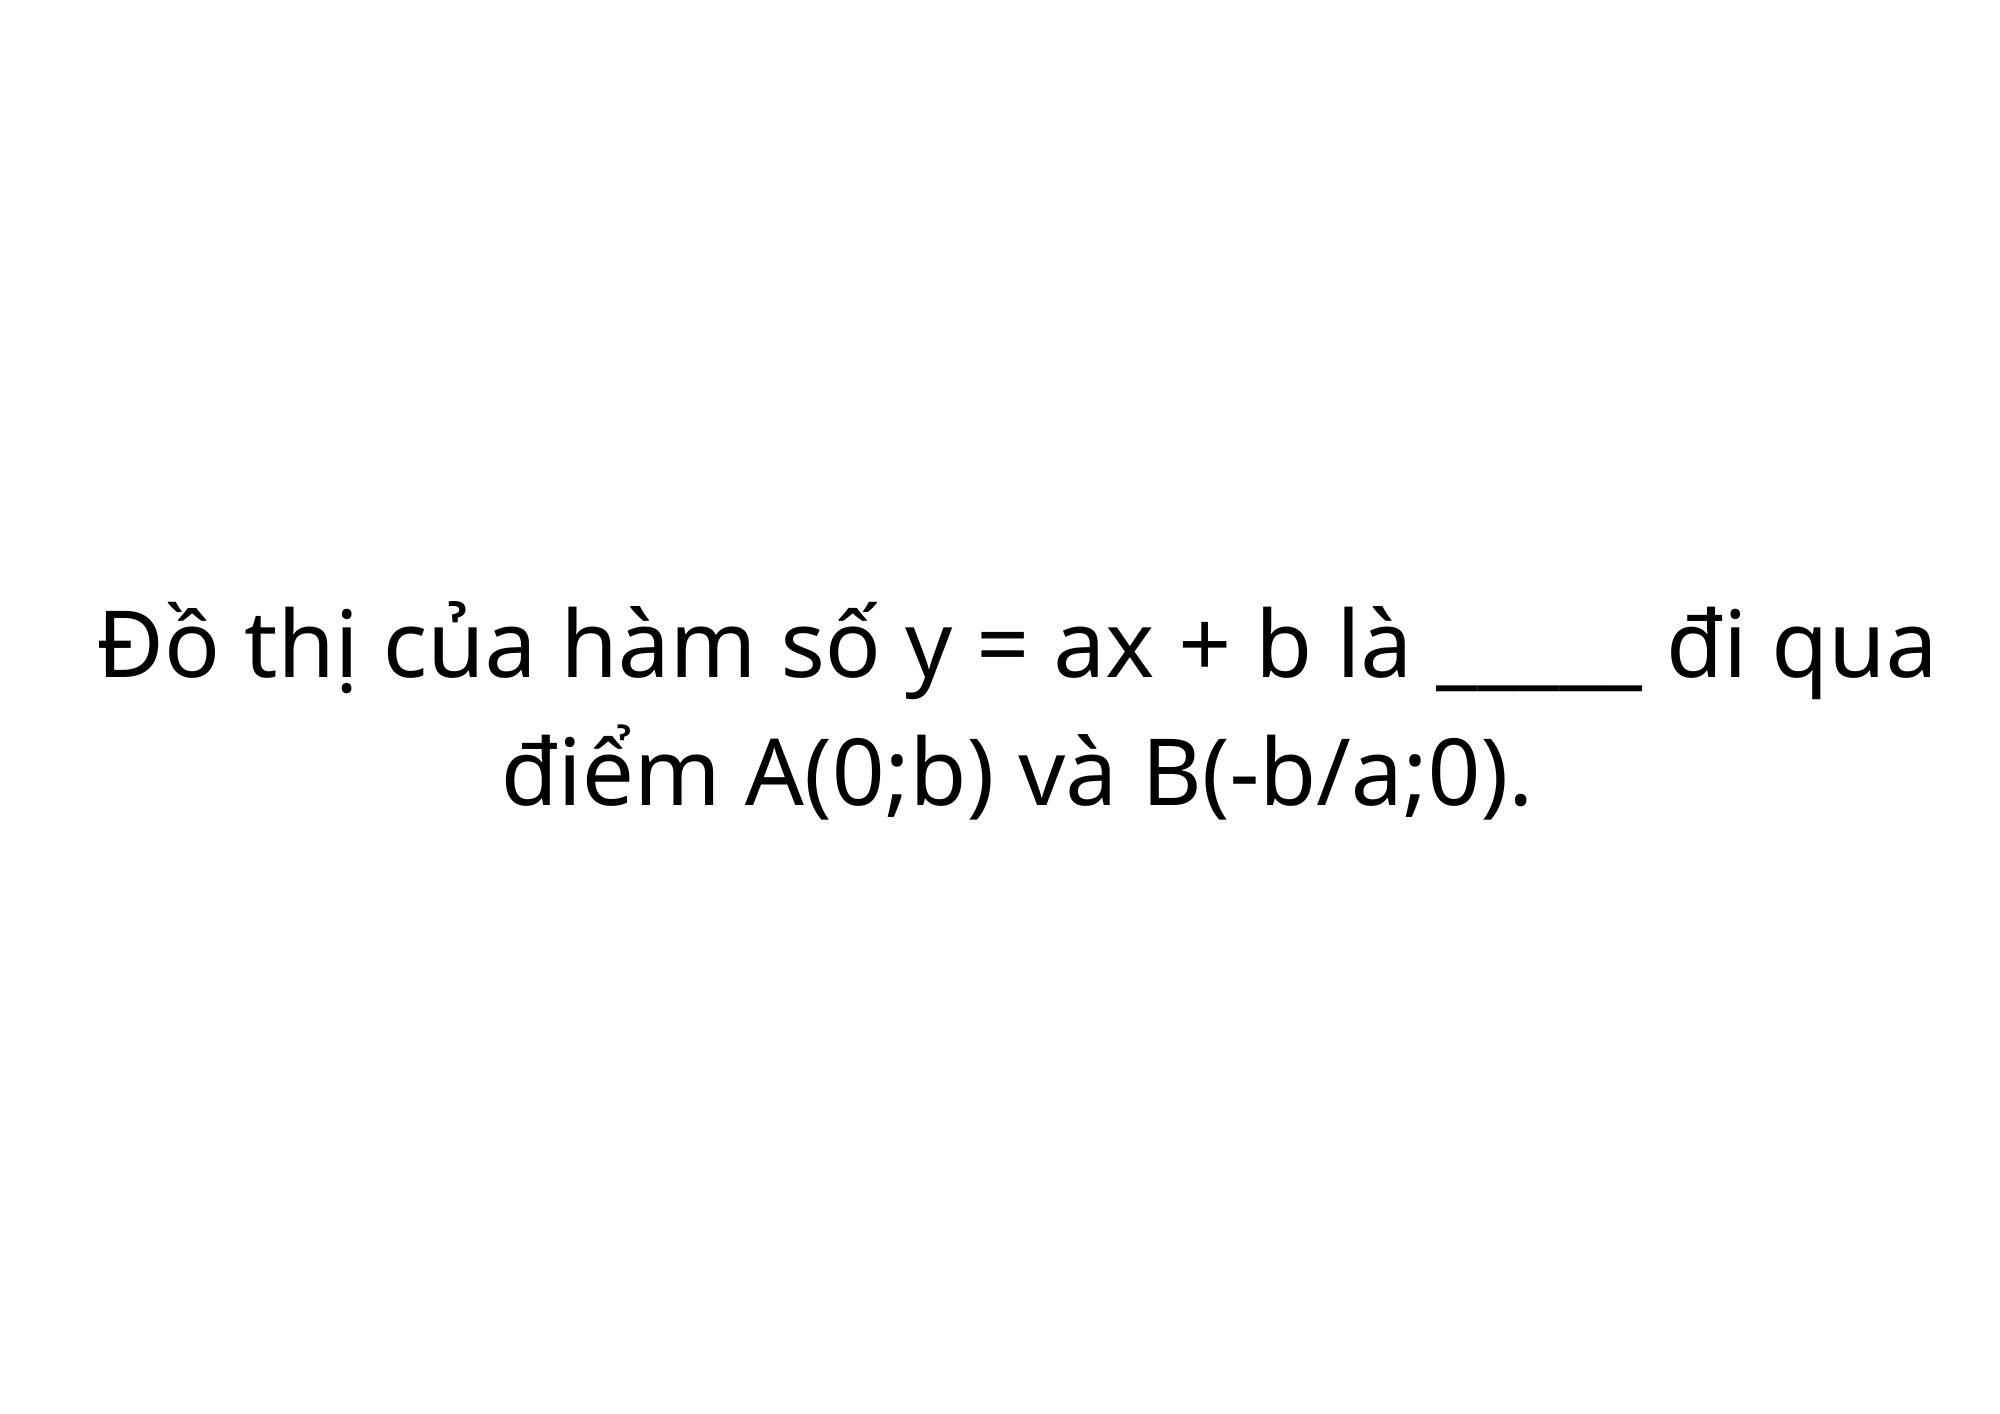 Đồ thị của hàm số y = ax + b là _____ đi qua
điểm A(0;b) và B(-b/a;0).